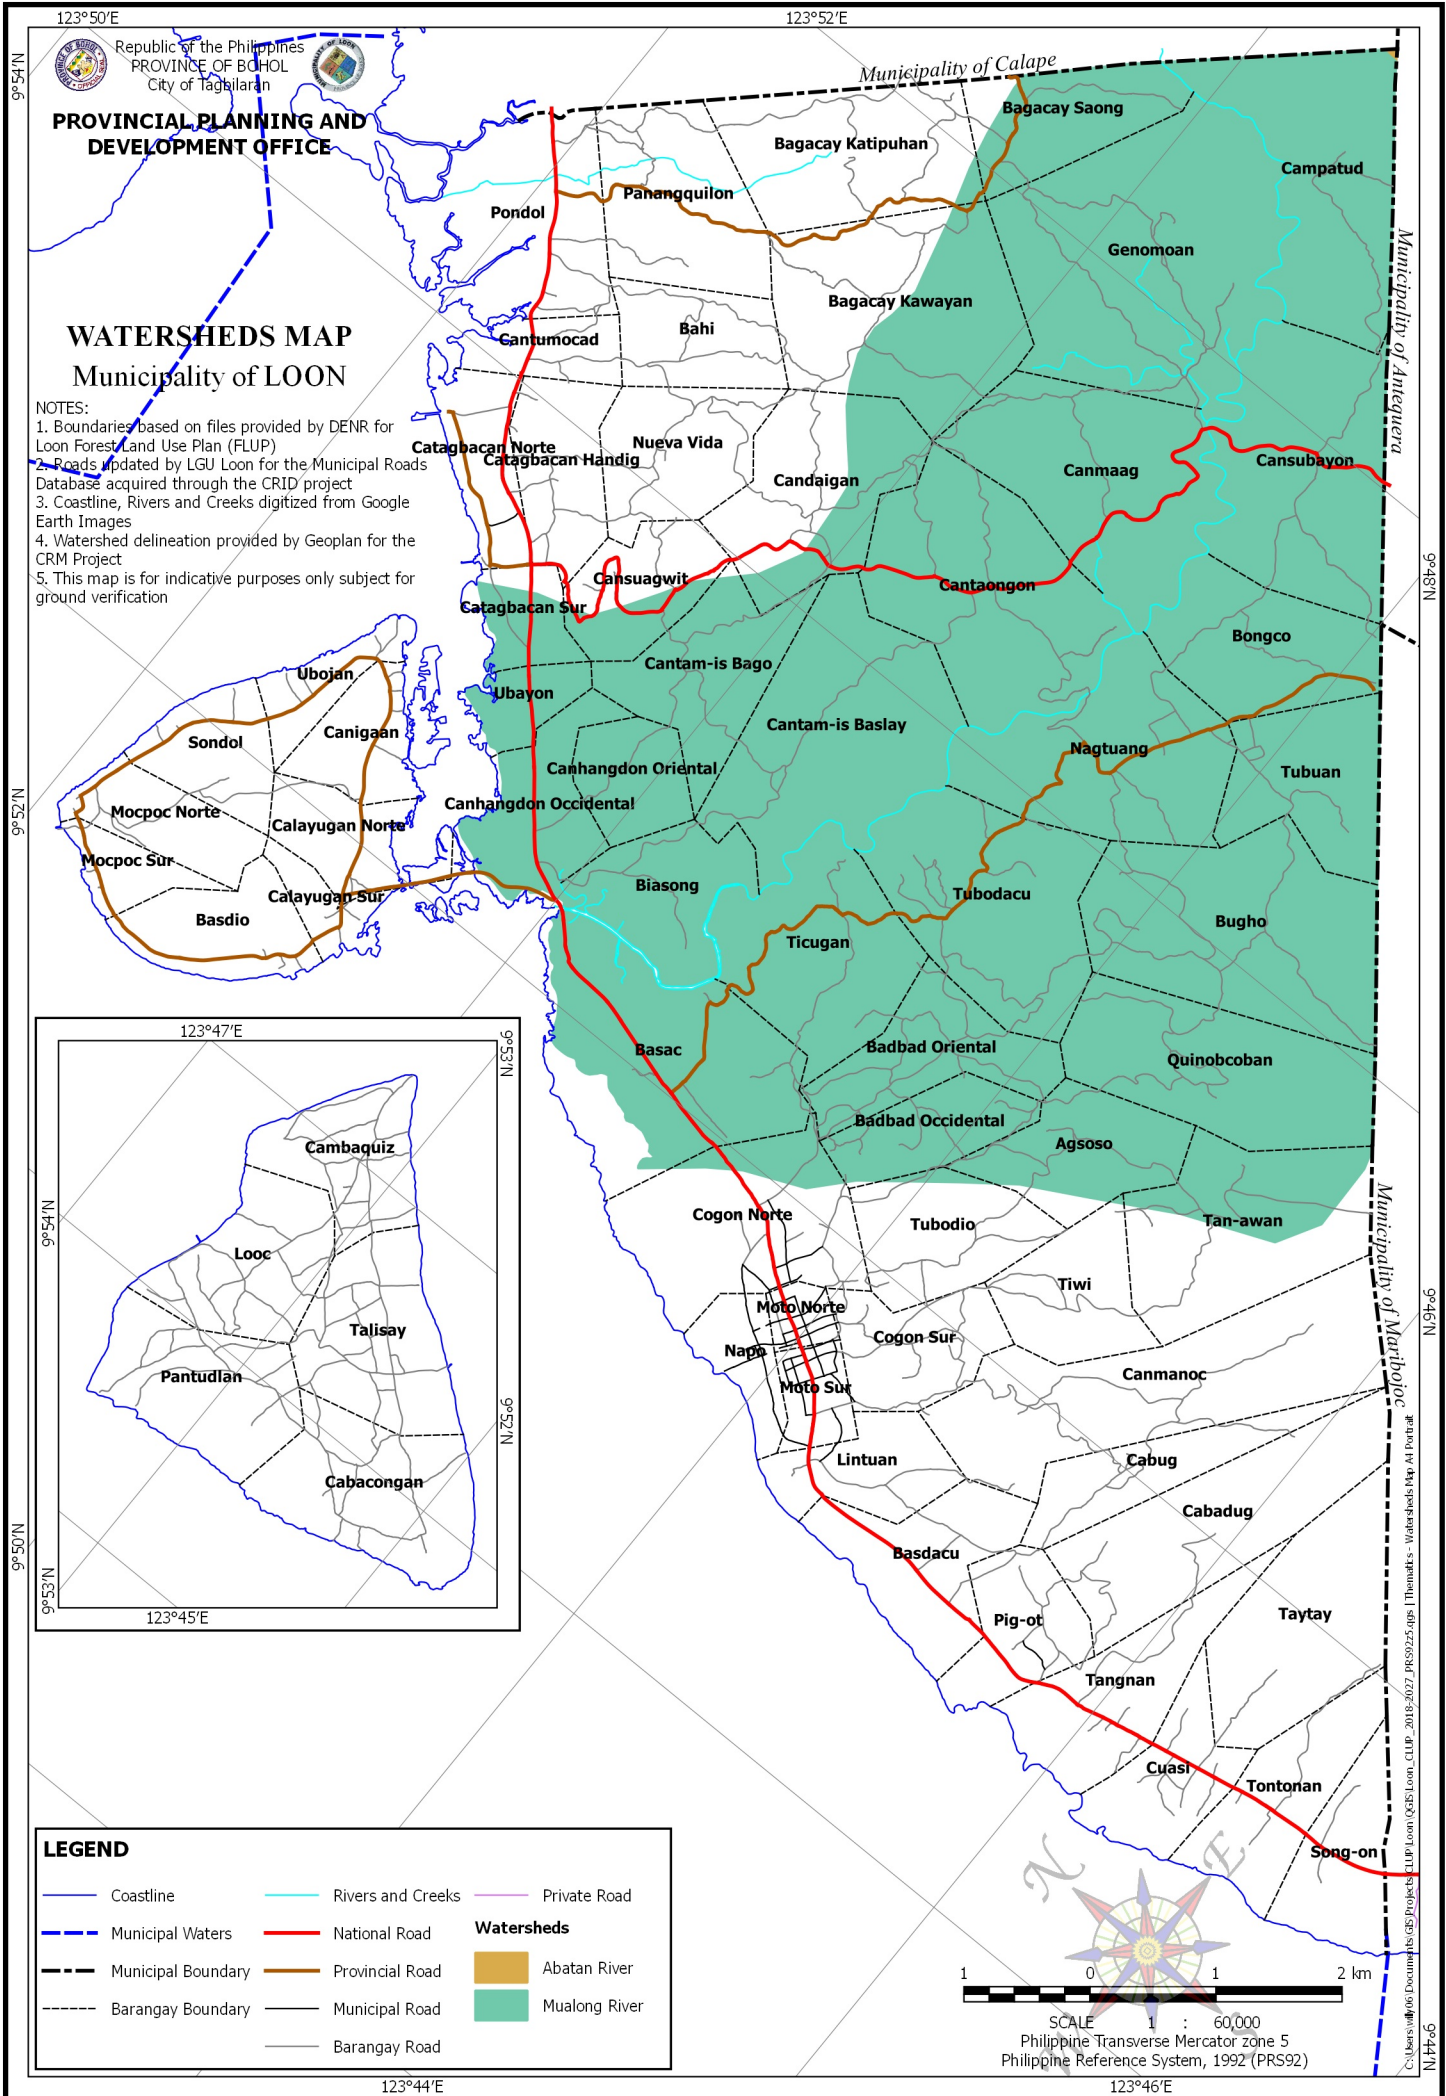 123°50'E
123°52'E
9°54'N
Republic of the Philippines
PROVINCE OF BOHOL
City of Tagbilaran
PROVINCIAL PLANNING AND
DEVELOPMENT OFFICE
WATERSHEDS MAP
Municipality of LOON
NOTES:
1. Boundaries based on files provided by DENR for
Loon Forest Land Use Plan (FLUP)
2. Roads updated by LGU Loon for the Municipal Roads
Database acquired through the CRID project
3. Coastline, Rivers and Creeks digitized from Google
Earth Images
4. Watershed delineation provided by Geoplan for the
CRM Project
5. This map is for indicative purposes only subject for
ground verification
Municipality of Calape
Bagacay Saong
Bagacay Katipuhan
Campatud
Panangquilon
Pondol
Genomoan
Municipality of Antequera
Bagacay Kawayan
Bahi
Cantumocad
Nueva Vida
Catagbacan Norte
Catagbacan Handig
Candaigan
Canmaag
Cansubayon
9°48'N
Cansuagwit
Cantaongon
Catagbacan Sur
Bongco
Cantam-is Bago
Ubojan
Ubayon
Cantam-is Baslay
Canigaan
Sondol
Nagtuang
Canhangdon Oriental
Tubuan
9°52'N
Canhangdon Occidental
Mocpoc Norte
Calayugan Norte
Mocpoc Sur
Biasong
Calayugan Sur
Tubodacu
Basdio
Bugho
Ticugan
Basac
Badbad Oriental
Quinobcoban
Badbad Occidental
Agsoso
Cogon Norte
Tubodio
Tan-awan
Municipality of Maribojoc
Tiwi
Moto Norte
Cogon Sur
9°46'N
Napo
Canmanoc
Moto Sur
Lintuan
Cabug
Cabadug
Basdacu
Pig-ot
Taytay
Tangnan
Cuasi
Tontonan
Song-on
123°47'E
9°53'N
Cambaquiz
9°54'N
Looc
Talisay
Pantudlan
9°52'N
Cabacongan
9°50'N
9°53'N
123°45'E
LEGEND
Coastline
Rivers and Creeks
Private Road
Municipal Waters
National Road
Watersheds
Municipal Boundary
Provincial Road
Abatan River
Barangay Boundary
Municipal Road
Mualong River
Barangay Road
N
E
W
S
1 0 1 2 km
SCALE 1 : 60,000
Philippine Transverse Mercator zone 5
Philippine Reference System, 1992 (PRS92)
9°44'N
123°44'E
123°46'E